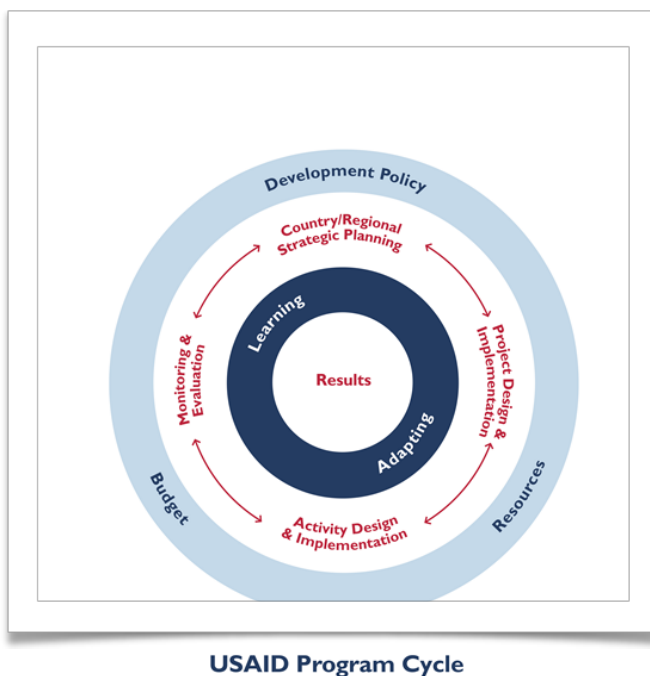 Development Policy
Country/Regional
Strategic Planning
Learning
Monitoring &
Evaluation
Results
Project Design &
Implementation
Adapting
Budget
Resources
Activity Design
& Implementation
USAID Program Cycle